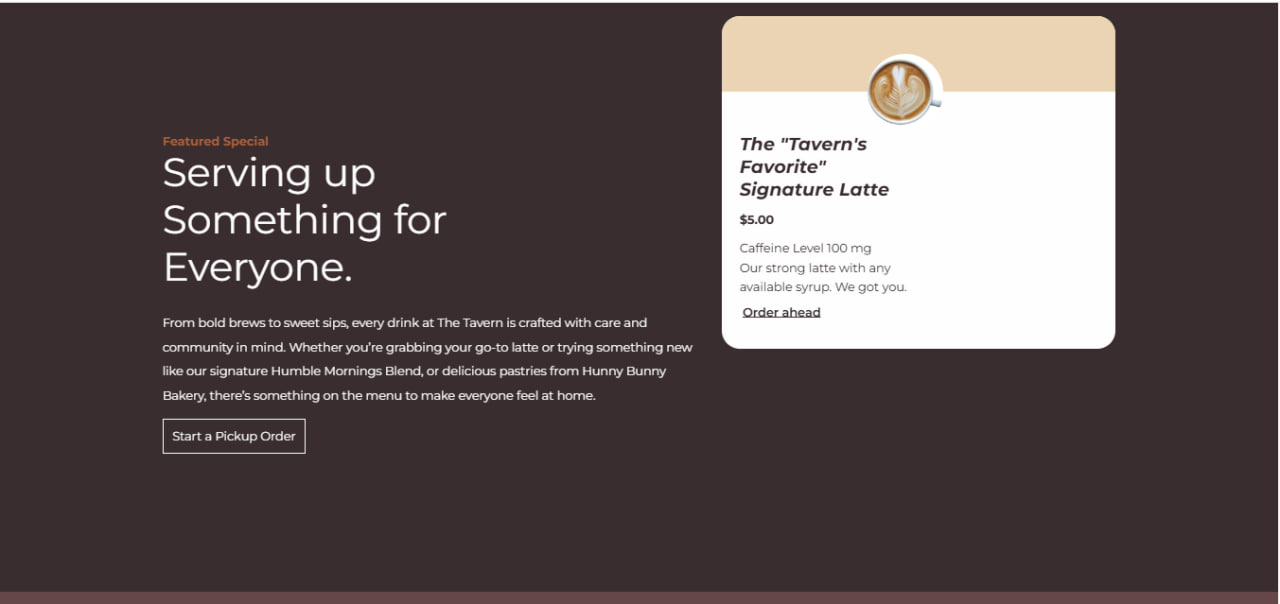 Featured Special
Serving up
Something for
Everyone.
From bold brews to sweet sips, every drink at The Tavern is crafted with care and
community in mind. Whether you’re grabbing your go-to latte or trying something new
like our signature Humble Mornings Blend, or delicious pastries from Hunny Bunny
Bakery, there’s something on the menu to make everyone feel at home.
Start a Pickup Order
The "Tavern's
Favorite"
Signature Latte
$5.00
Caffeine Level 100 mg
Our strong latte with any
available syrup. We got you.
Order ahead